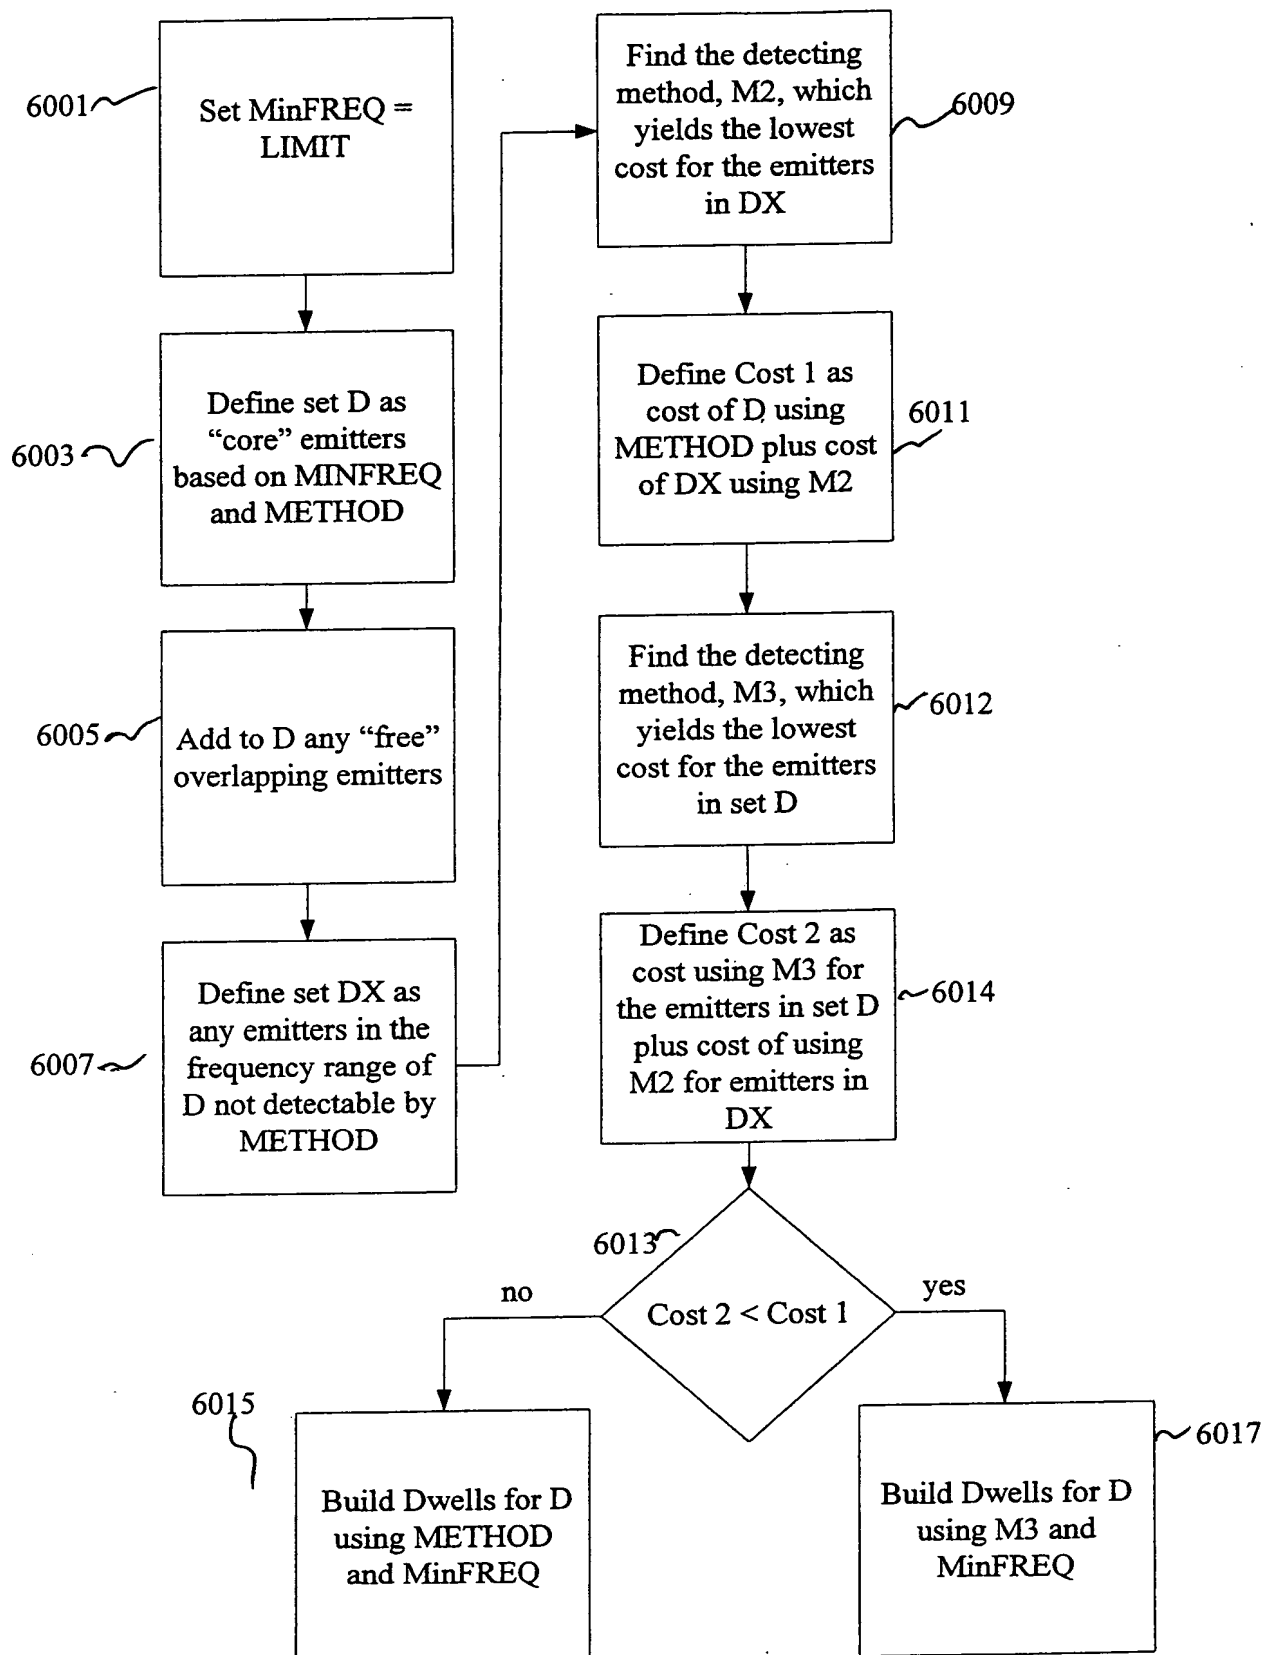 6001
Set MinFREQ =
LIMIT
6003
Define set D as
“core” emitters
based on MINFREQ
and METHOD
6005
Add to D any “free”
overlapping emitters
6007
Define set DX as
any emitters in the
frequency range of
D not detectable by
METHOD
Find the detecting
method, M2, which
yields the lowest
cost for the emitters
in DX
6009
Define Cost 1 as
cost of D using
METHOD plus cost
of DX using M2
6011
Find the detecting
method, M3, which
yields the lowest
cost for the emitters
in set D
6012
Define Cost 2 as
cost using M3 for
the emitters in set D
plus cost of using
M2 for emitters in
DX
6014
6013
Cost 2 < Cost 1
no
yes
6015
Build Dwells for D
using METHOD
and MinFREQ
Build Dwells for D
using M3 and
MinFREQ
6017